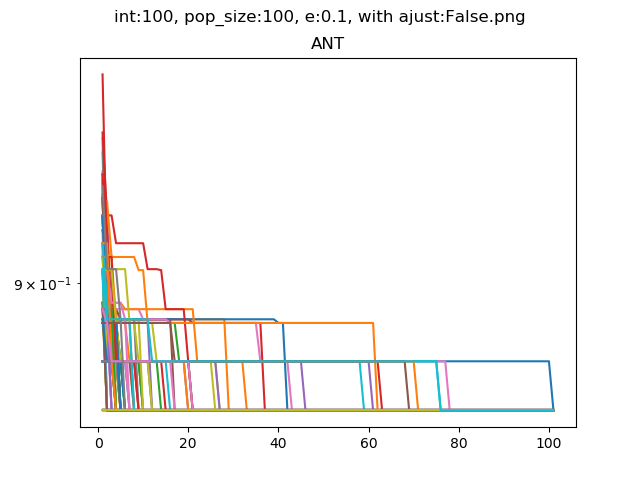 int:100, pop_size:100, e:0.1, with ajust:False.png
ANT
9 × 10⁻¹
0 20 40 60 80 100